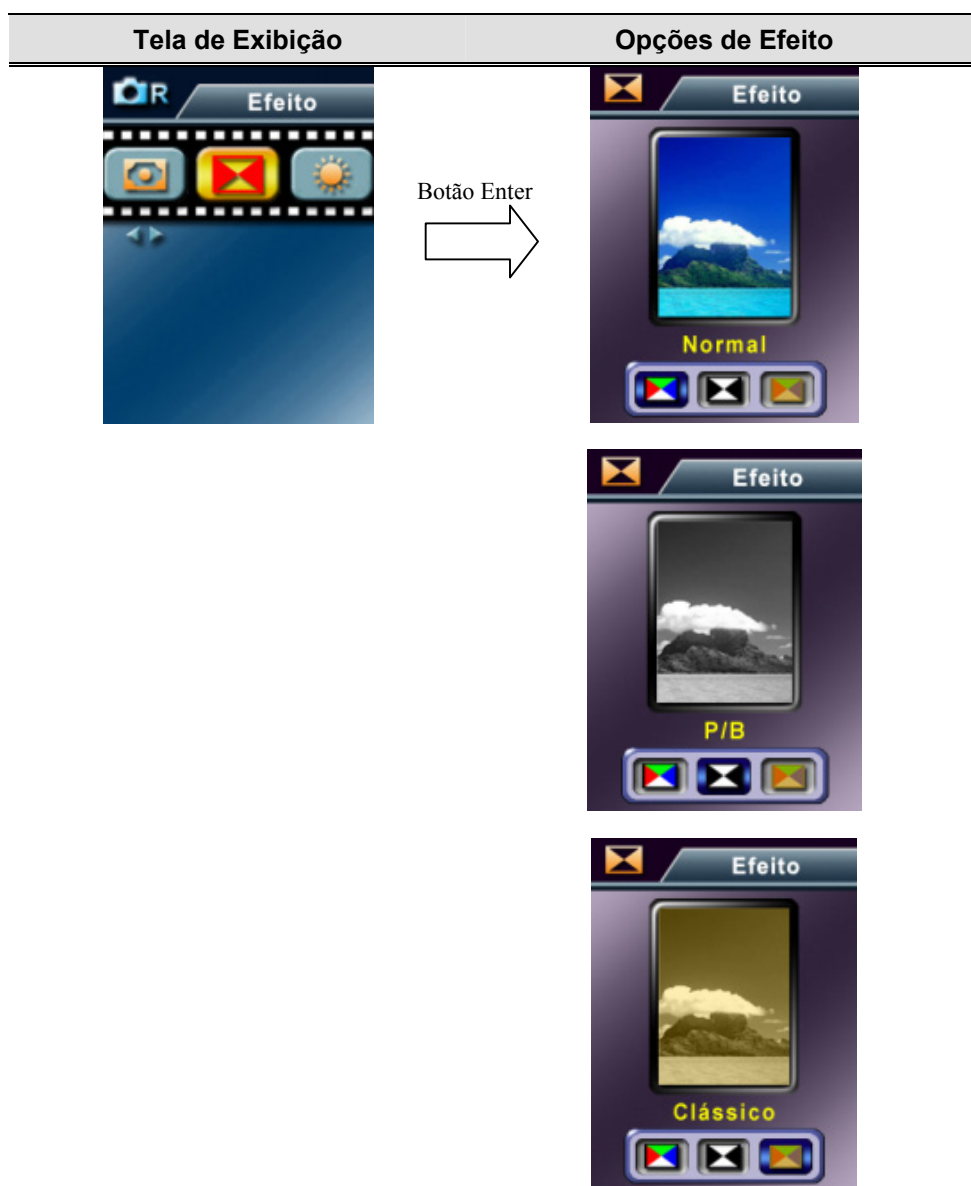 Tela de Exibição
Opções de Efeito
R
Efeito
Botão Enter
Efeito
Normal
Efeito
P/B
Efeito
Clássico